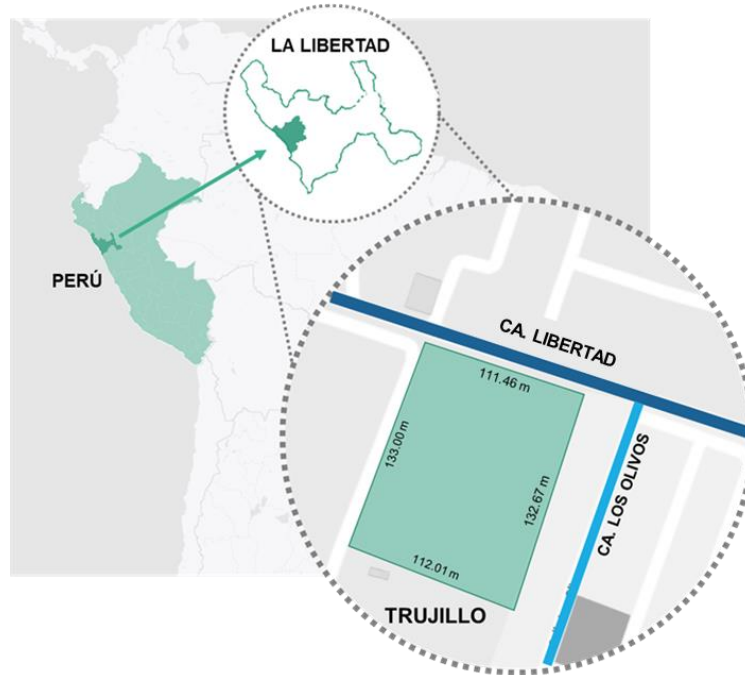 LA LIBERTAD
PERÚ
CA. LIBERTAD
111.46 m
133.00 m
132.67 m
CA. LOS OLIVOS
112.01 m
TRUJILLO